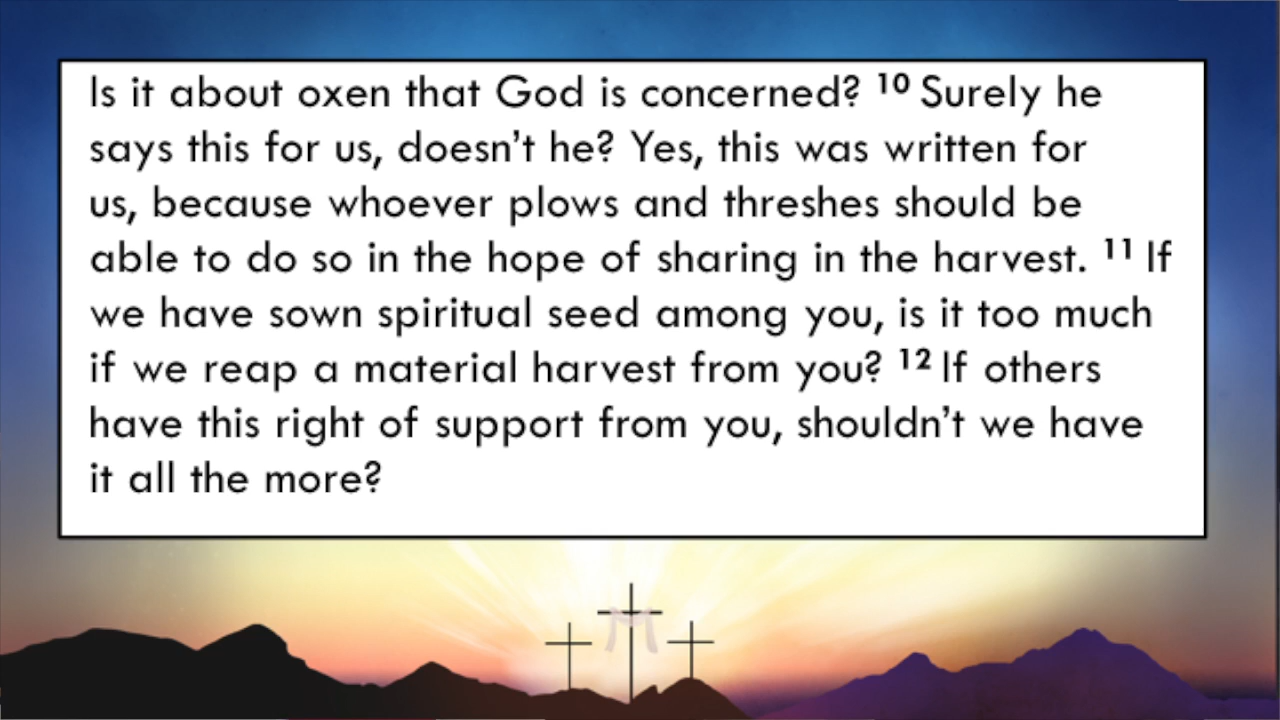 Is it about oxen that God is concerned? ¹⁰ Surely he
says this for us, doesn’t he? Yes, this was written for
us, because whoever plows and threshes should be
able to do so in the hope of sharing in the harvest. ¹¹ If
we have sown spiritual seed among you, is it too much
if we reap a material harvest from you? ¹² If others
have this right of support from you, shouldn’t we have
it all the more?